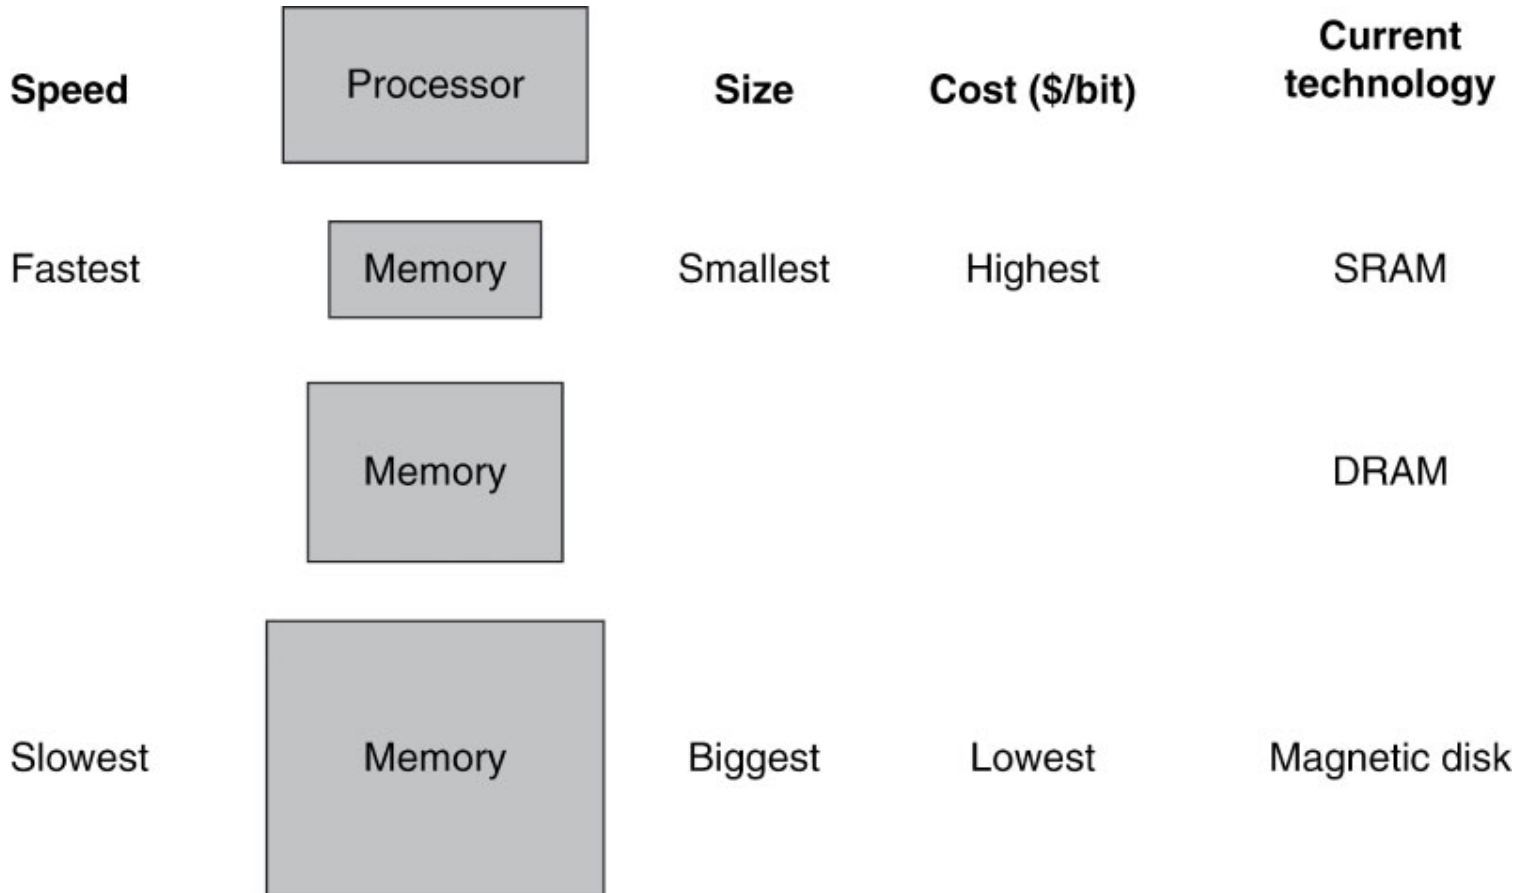 Speed
Processor
Size
Cost ($/bit)
Current
technology
Fastest
Memory
Smallest
Highest
SRAM
Memory
DRAM
Slowest
Memory
Biggest
Lowest
Magnetic disk